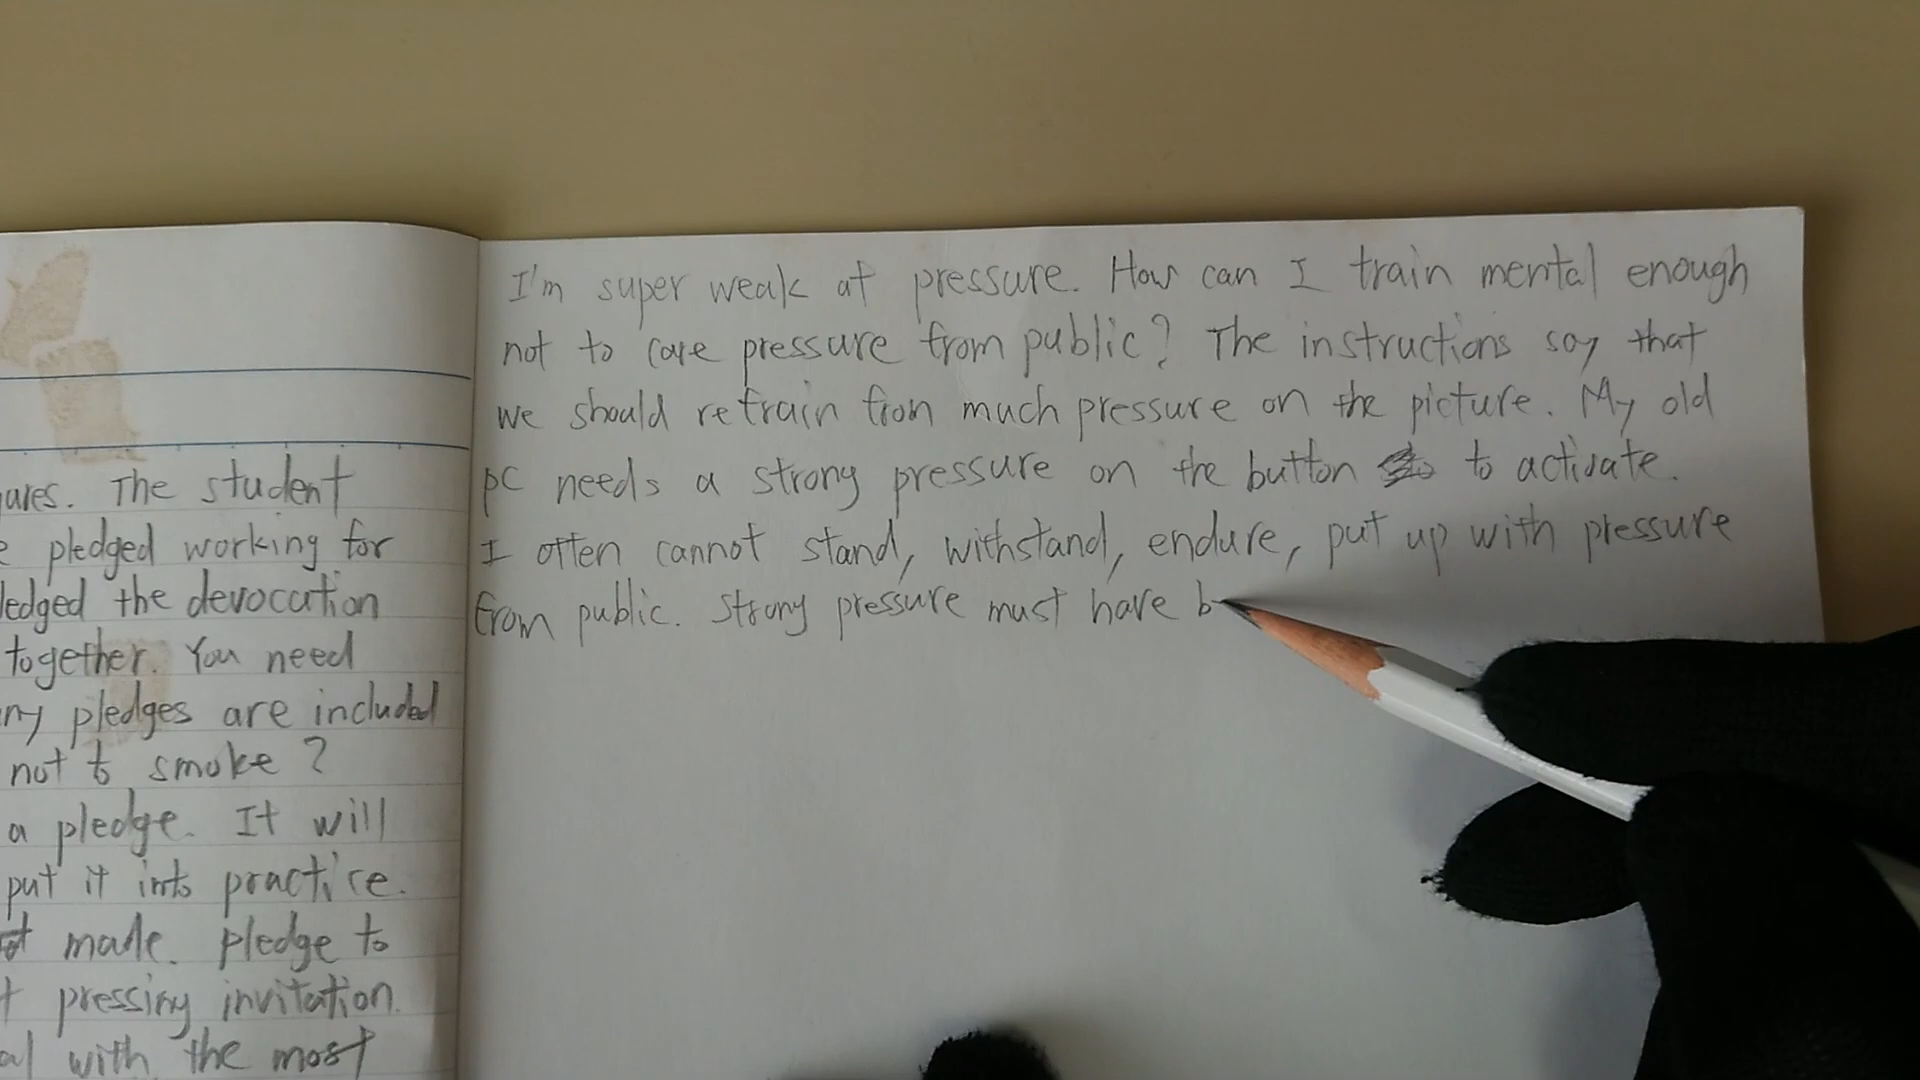 ures. The student
pledged working for
ledged the devocation
together. You need
ny pledges are included
not to smoke?
a pledge. It will
put it into practice.
made. pledge to
pressing invitation.
al with the most
I'm super weak at pressure. How can I train mental enough
not to care pressure from public? The instructions say that
we should refrain fron much pressure on the picture. My old
PC needs a strong pressure on the button to activate.
I often cannot stand, withstand, endure, put up with pressure
from public. Strong pressure must have b